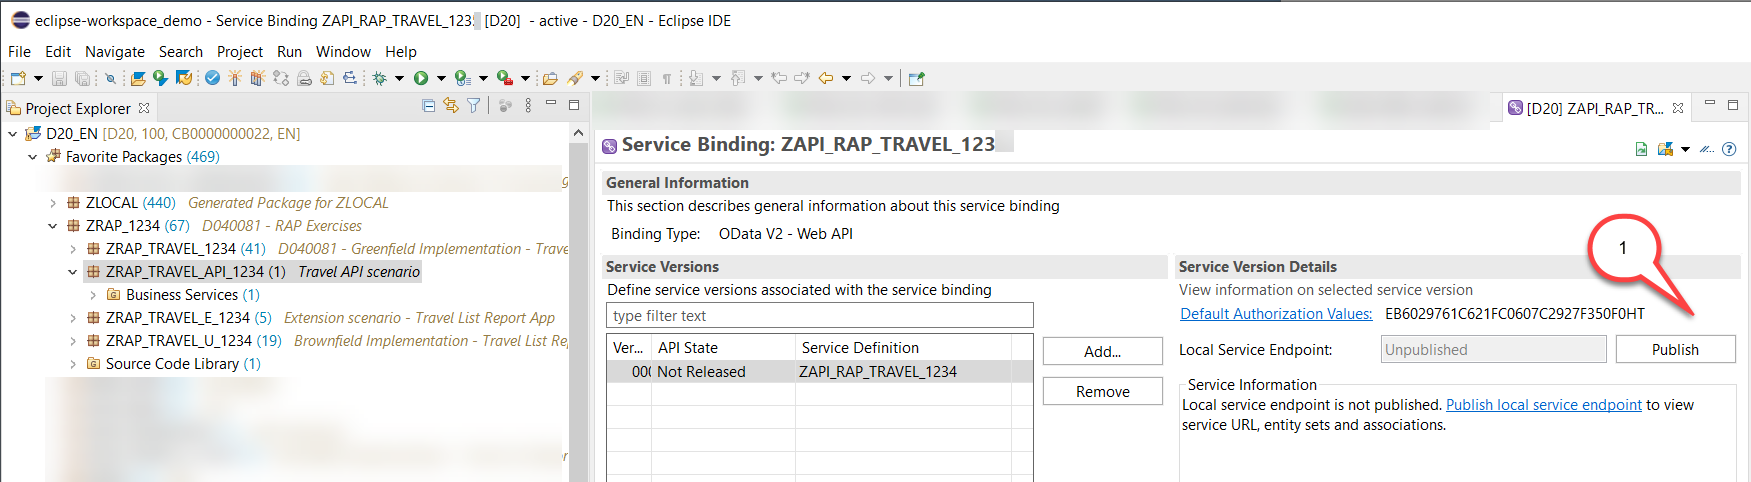 eclipse-workspace_demo - Service Binding ZAPI_RAP_TRAVEL_123 [D20] - active - D20_EN - Eclipse IDE
File Edit Navigate Search Project Run Window Help
Project Explorer
[D20] ZAPI_RAP_TR...
D20_EN [D20, 100, CB0000000022, EN]
Favorite Packages (469)
ZLOCAL (440) Generated Package for ZLOCAL
ZRAP_1234 (67) D040081 - RAP Exercises
ZRAP_TRAVEL_1234 (41) D040081 - Greenfield Implementation - Trave
ZRAP_TRAVEL_API_1234 (1) Travel API scenario
Business Services (1)
ZRAP_TRAVEL_E_1234 (5) Extension scenario - Travel List Report App
ZRAP_TRAVEL_U_1234 (19) Brownfield Implementation - Travel List Rep
Source Code Library (1)
Service Binding: ZAPI_RAP_TRAVEL_123
General Information
This section describes general information about this service binding
Binding Type: OData V2 - Web API
Service Versions
Define service versions associated with the service binding
type filter text
Ver... API State Service Definition
000 Not Released ZAPI_RAP_TRAVEL_1234
Add...
Remove
1
Service Version Details
View information on selected service version
Default Authorization Values: EB6029761C621FC0607C2927F350F0HT
Local Service Endpoint: Unpublished Publish
Service Information
Local service endpoint is not published. Publish local service endpoint to view
service URL, entity sets and associations.